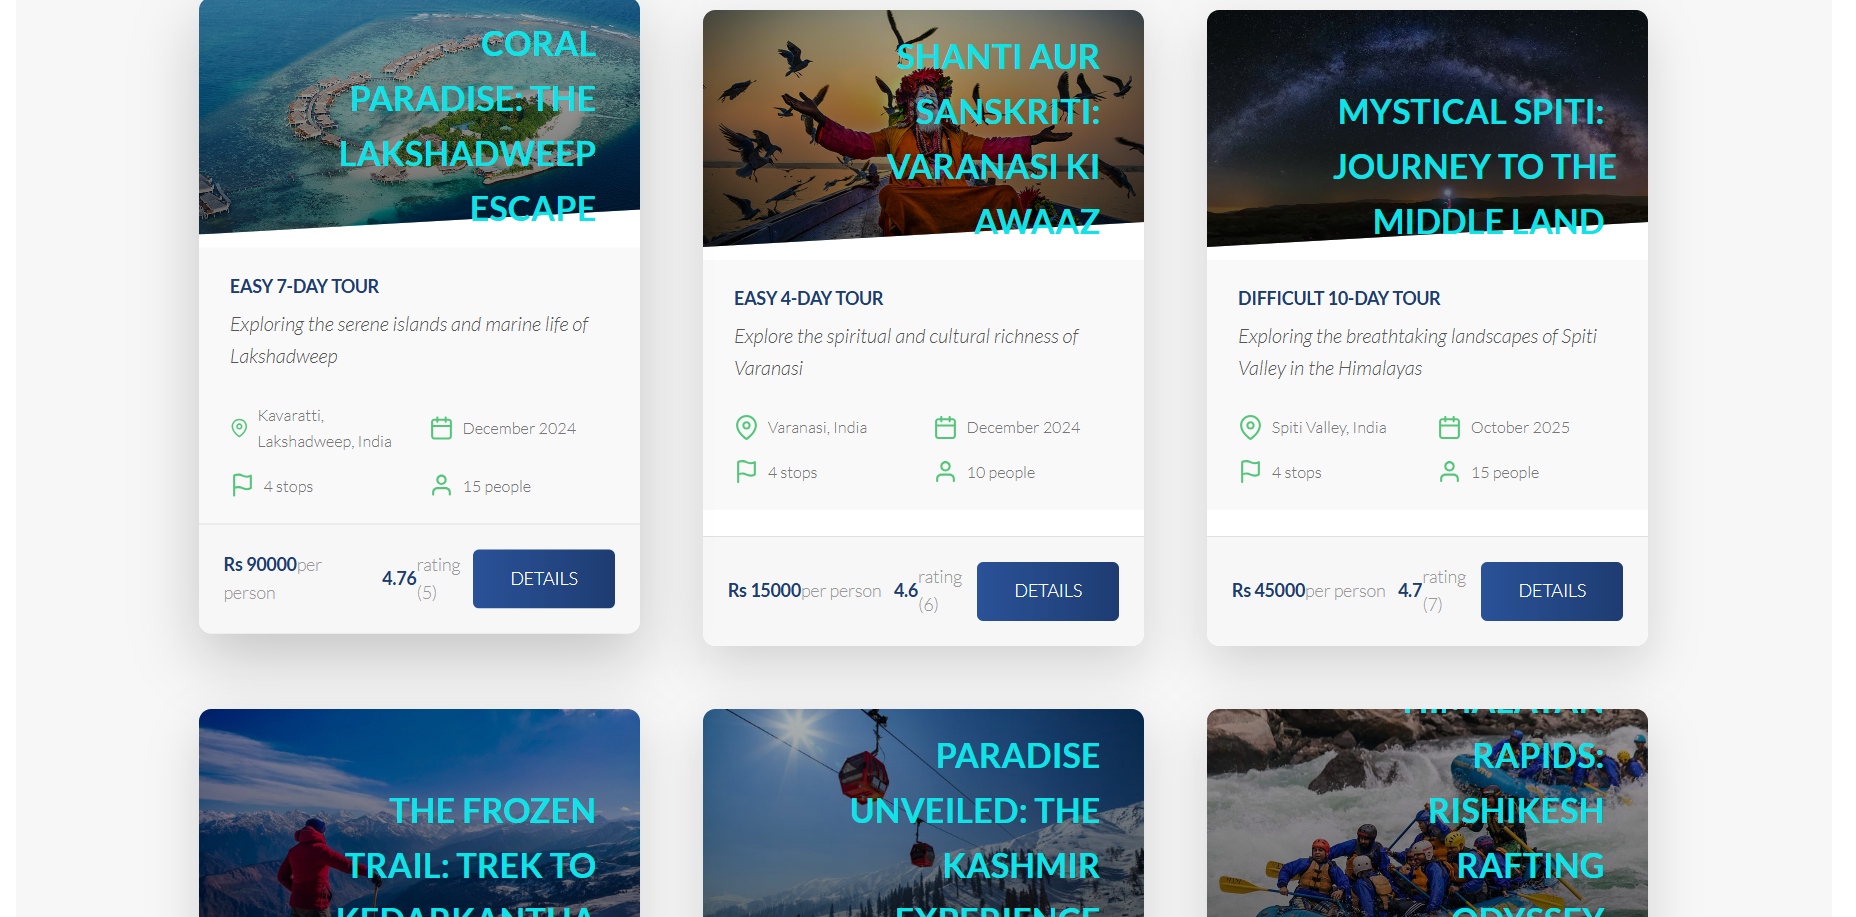 CORAL
PARADISE: THE
LAKSHADWEEP
ESCAPE
EASY 7-DAY TOUR
Exploring the serene islands and marine life of
Lakshadweep
Kavaratti,
Lakshadweep, India
December 2024
4 stops
15 people
Rs 90000per
person
4.76
rating
(5)
DETAILS
SHANTI AUR
SANSKRITI:
VARANASI KI
AWAAZ
EASY 4-DAY TOUR
Explore the spiritual and cultural richness of
Varanasi
Varanasi, India
December 2024
4 stops
10 people
Rs 15000per person
4.6
rating
(6)
DETAILS
MYSTICAL SPITI:
JOURNEY TO THE
MIDDLE LAND
DIFFICULT 10-DAY TOUR
Exploring the breathtaking landscapes of Spiti
Valley in the Himalayas
Spiti Valley, India
October 2025
4 stops
15 people
Rs 45000per person
4.7
rating
(7)
DETAILS
THE FROZEN
TRAIL: TREK TO
KEDARKANTHA
PARADISE
UNVEILED: THE
KASHMIR
EXPERIENCE
HIMALAYAN
RAPIDS:
RISHIKESH
RAFTING
ODYSSEY